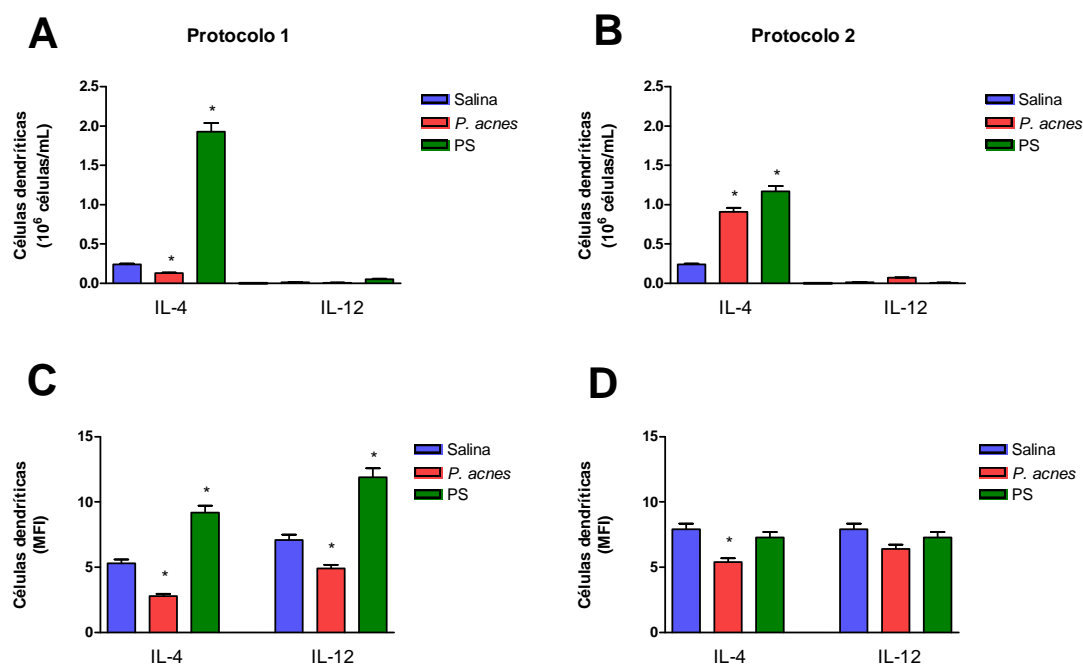 A
Protocolo 1
Células dendríticas
(10⁶ células/mL)
2.5
2.0
1.5
1.0
0.5
0.0
*
*
IL-4
IL-12
Salina
P. acnes
PS
B
Protocolo 2
Células dendríticas
(10⁶ células/mL)
2.5
2.0
1.5
1.0
0.5
0.0
*
*
IL-4
IL-12
Salina
P. acnes
PS
C
Células dendríticas
(MFI)
15
10
5
0
*
*
*
*
IL-4
IL-12
Salina
P. acnes
PS
D
Células dendríticas
(MFI)
15
10
5
0
*
IL-4
IL-12
Salina
P. acnes
PS